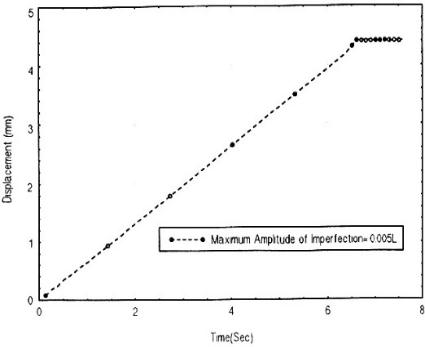 5
4
3
2
1
0
Displacement (mm)
Maximum Amplitude of Imperfection=0.005L
0 2 4 6 8
Time(Sec)